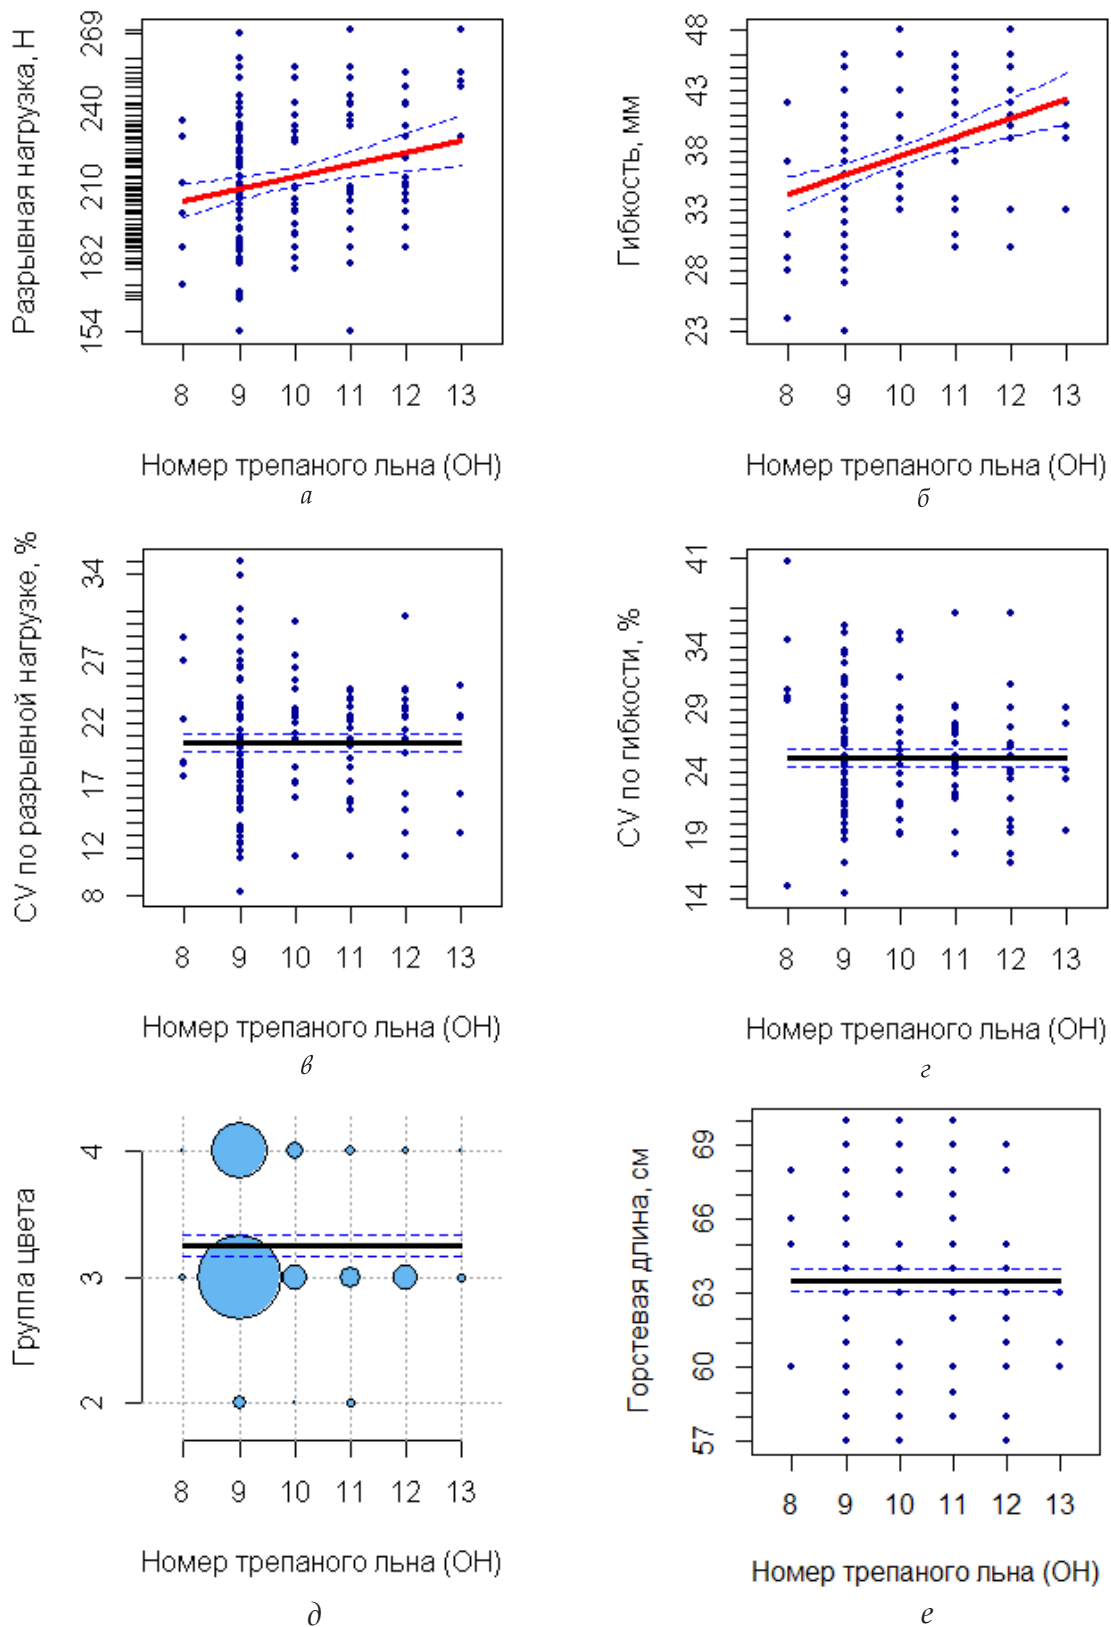 Разрывная нагрузка, Н
269
240
210
182
154
8 9 10 11 12 13
Номер трепаного льна (ОН)
а
Гибкость, мм
48
43
38
33
28
23
8 9 10 11 12 13
Номер трепаного льна (ОН)
б
CV по разрывной нагрузке, %
34
27
22
17
12
8
8 9 10 11 12 13
Номер трепаного льна (ОН)
в
CV по гибкости, %
41
34
29
24
19
14
8 9 10 11 12 13
Номер трепаного льна (ОН)
г
Группа цвета
4
3
2
8 9 10 11 12 13
Номер трепаного льна (ОН)
д
Горстевая длина, см
69
66
63
60
57
8 9 10 11 12 13
Номер трепаного льна (ОН)
е